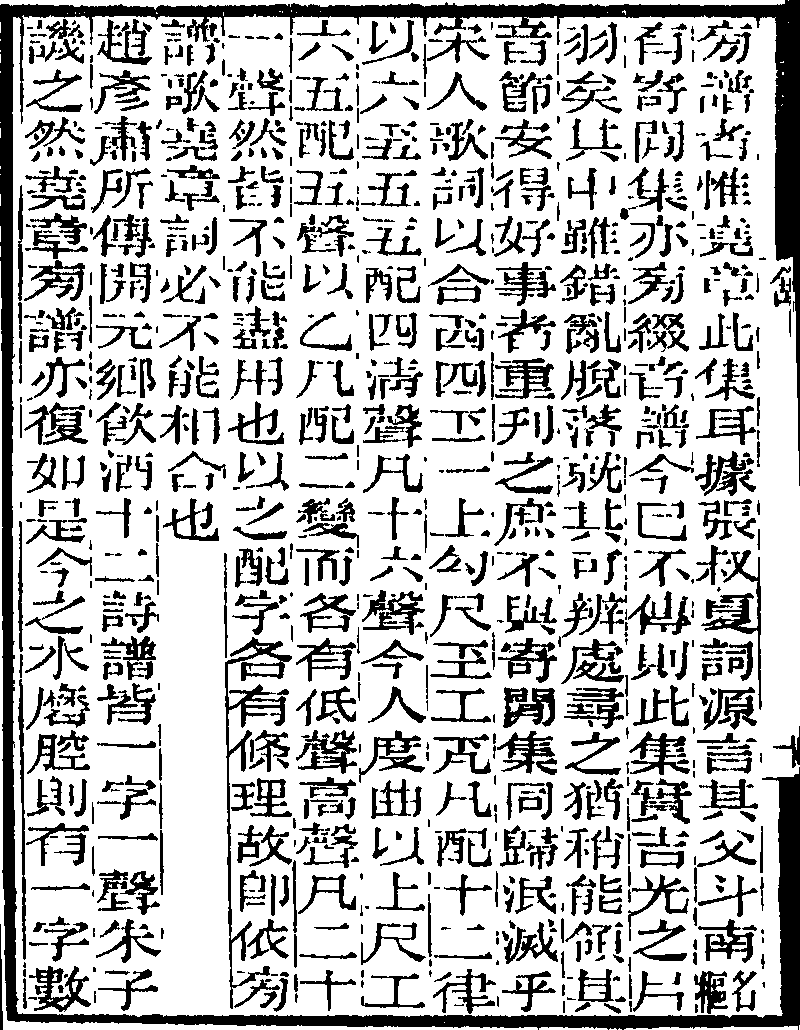 旁譜者惟堯章此集耳據張叔夏詞源言其父斗南名樞
有寄閒集亦旁綴音譜今已不傳則此集實吉光之片
羽矣其中雖錯亂脫落就其可辨處尋之猶稍能領其
音節安得好事者重刋之庶不與寄閒集同歸泯滅乎
宋人歌詞以合四一上勾尺工凡配十二律
以六五五五配四清聲凡十六聲今人度曲以上尺工
六五配五聲以乙凡配二變而各有低聲高聲凡二十
一聲然皆不能盡用也以之配字各有條理故卽依旁
譜歌堯章詞必不能相合也
趙彥肅所傳開元鄉飲酒十二詩譜皆一字一聲朱子
譏之然堯章旁譜亦復如是今之水磨腔則有一字數